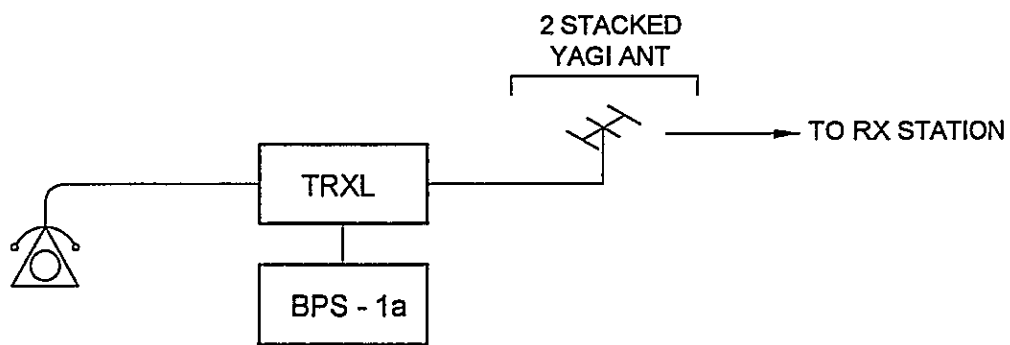 2 STACKED
YAGI ANT
TO RX STATION
TRXL
BPS - 1a